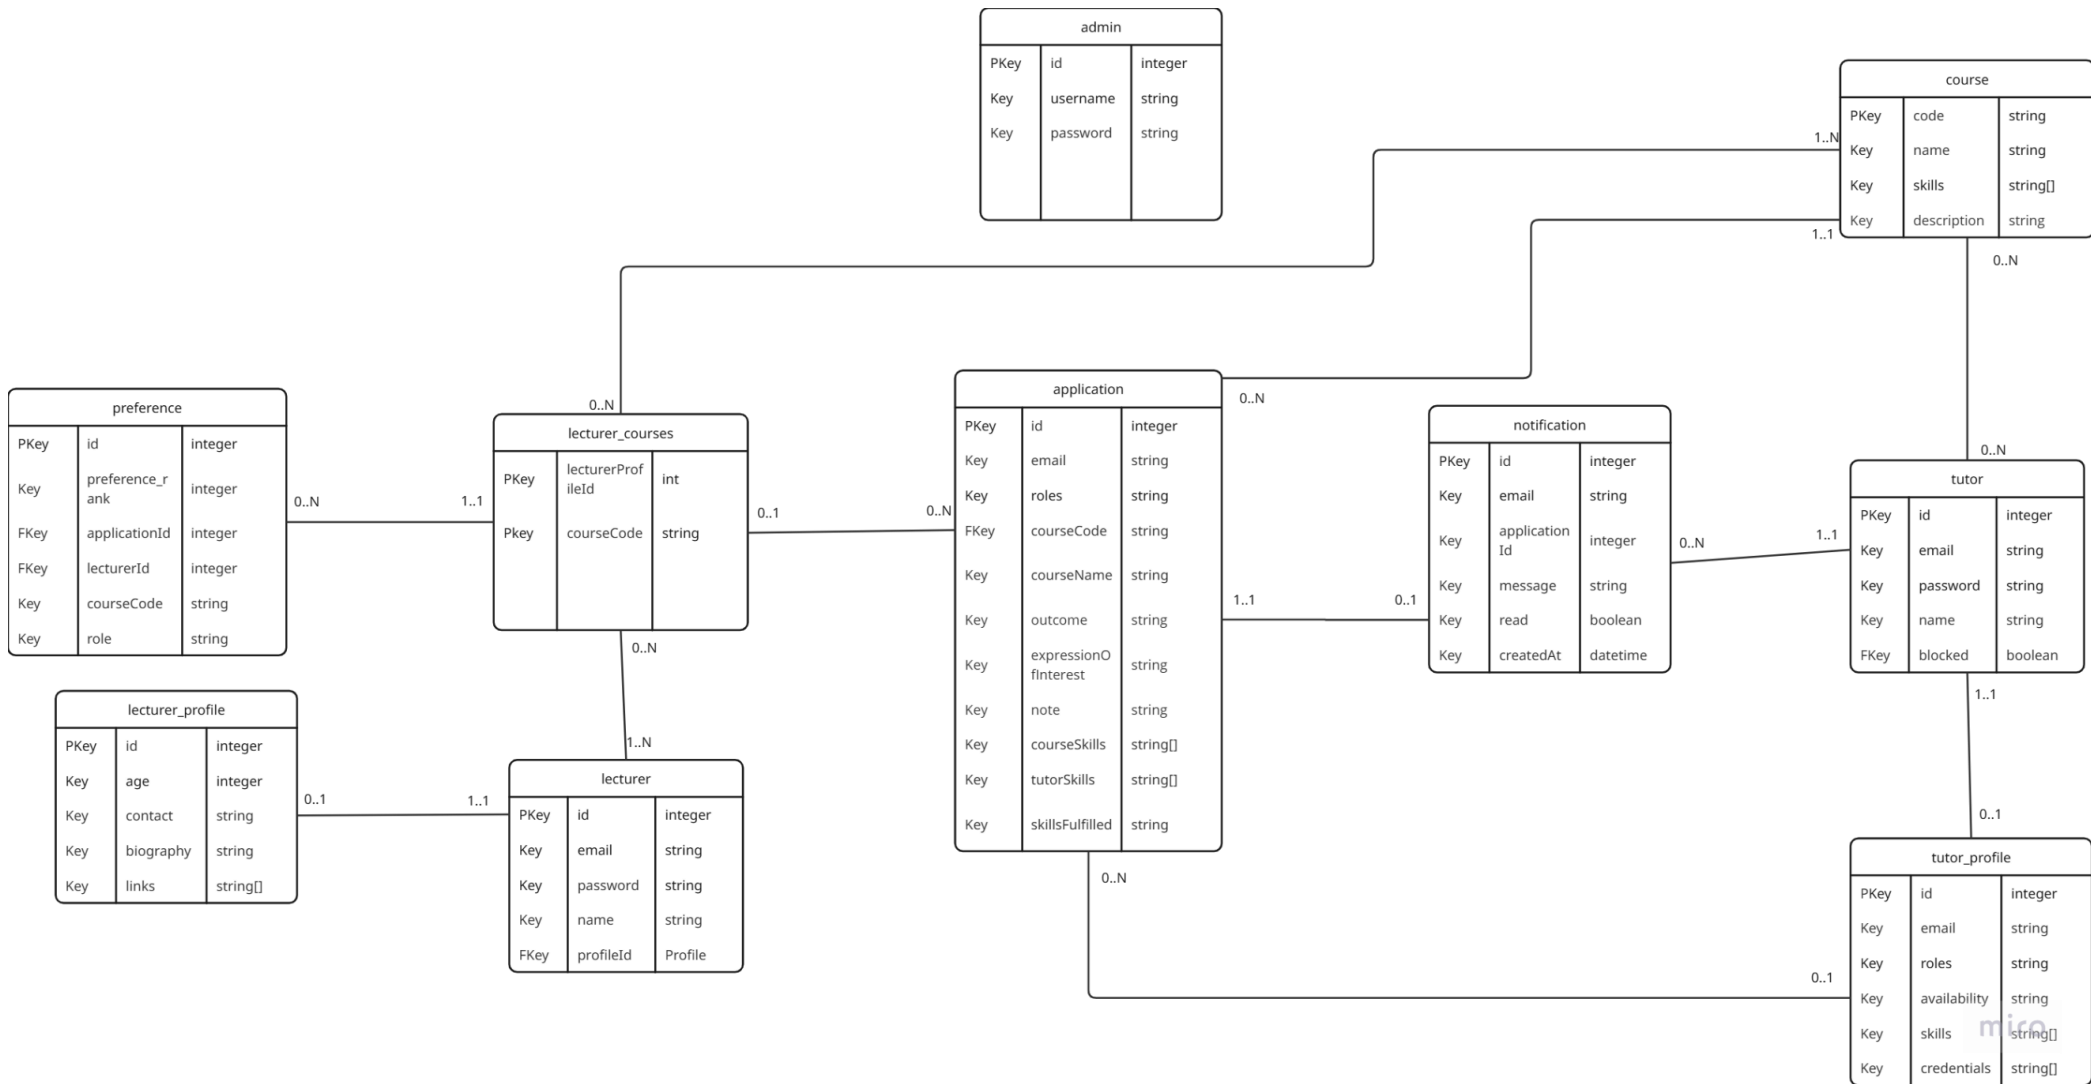 admin
PKey id integer
Key username string
Key password string
course
PKey code string
Key name string
Key skills string[]
Key description string
1..N
1..1
0..N
0..N
preference
PKey id integer
Key preference_r
ank integer
FKey applicationId integer
FKey lecturerId integer
Key courseCode string
Key role string
0..N
1..1
lecturer_courses
PKey lecturerProf
ileId int
Pkey courseCode string
0..1
0..N
0..N
application
PKey id integer
Key email string
Key roles string
FKey courseCode string
Key courseName string
Key outcome string
Key expressionO
fInterest string
Key note string
Key courseSkills string[]
Key tutorSkills string[]
Key skillsFulfilled string
0..N
1..1
0..1
notification
PKey id integer
Key email string
Key application
Id integer
Key message string
Key read boolean
Key createdAt datetime
0..N
1..1
0..N
tutor
PKey id integer
Key email string
Key password string
Key name string
FKey blocked boolean
1..1
0..1
lecturer_profile
PKey id integer
Key age integer
Key contact string
Key biography string
Key links string[]
0..1
1..1
0..N
1..N
lecturer
PKey id integer
Key email string
Key password string
Key name string
FKey profileId Profile
0..N
0..1
tutor_profile
PKey id integer
Key email string
Key roles string
Key availability string
Key skills string[]
Key credentials string[]
miro